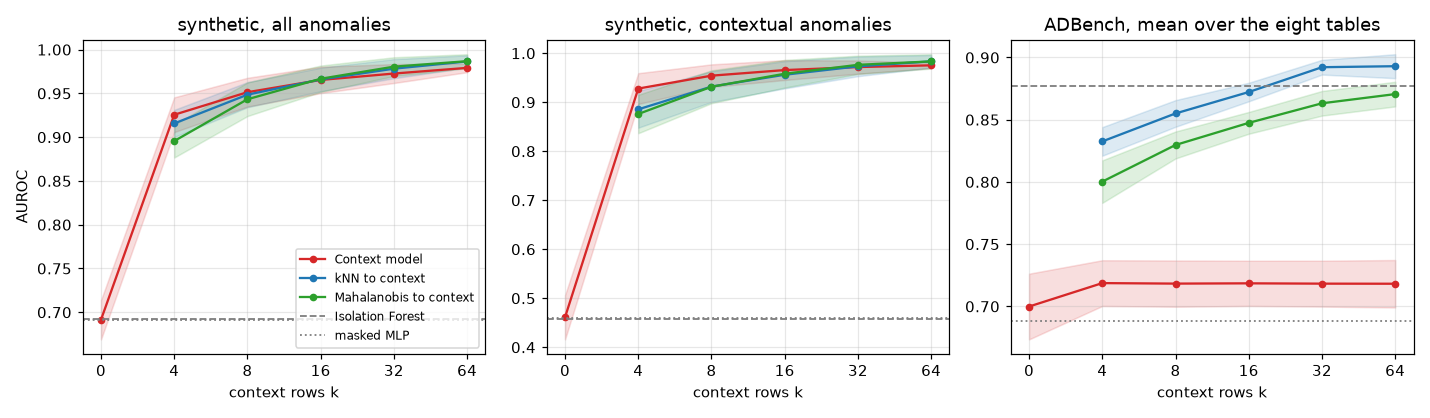 synthetic, all anomalies
AUROC
1.00
0.95
0.90
0.85
0.80
0.75
0.70
Context model
kNN to context
Mahalanobis to context
Isolation Forest
masked MLP
0 4 8 16 32 64
context rows k
synthetic, contextual anomalies
1.0
0.9
0.8
0.7
0.6
0.5
0.4
0 4 8 16 32 64
context rows k
ADBench, mean over the eight tables
0.90
0.85
0.80
0.75
0.70
0 4 8 16 32 64
context rows k